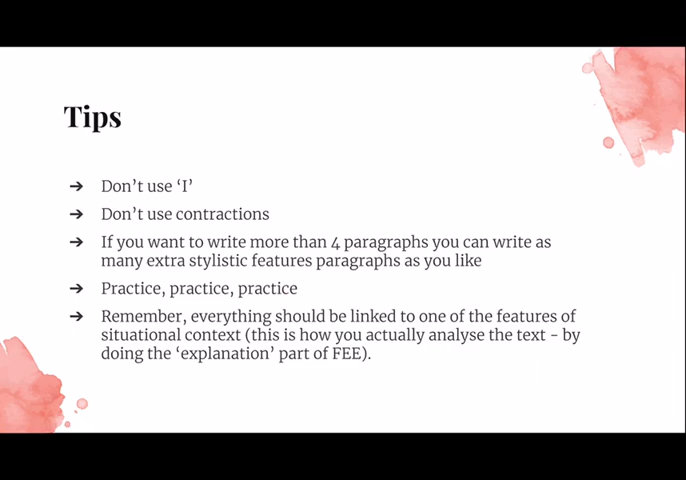 Tips
➔ Don’t use ‘I’
➔ Don’t use contractions
➔ If you want to write more than 4 paragraphs you can write as
many extra stylistic features paragraphs as you like
➔ Practice, practice, practice
➔ Remember, everything should be linked to one of the features of
situational context (this is how you actually analyse the text - by
doing the ‘explanation’ part of FEE).